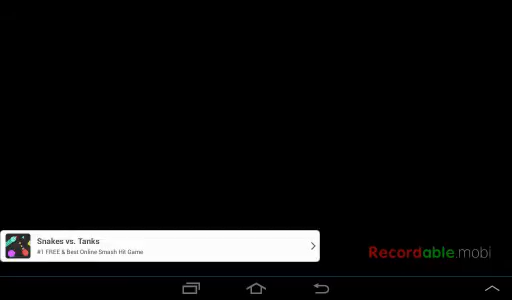 Snakes vs. Tanks
#1 FREE & Best Online Smash Hit Game
Recordable.mobi